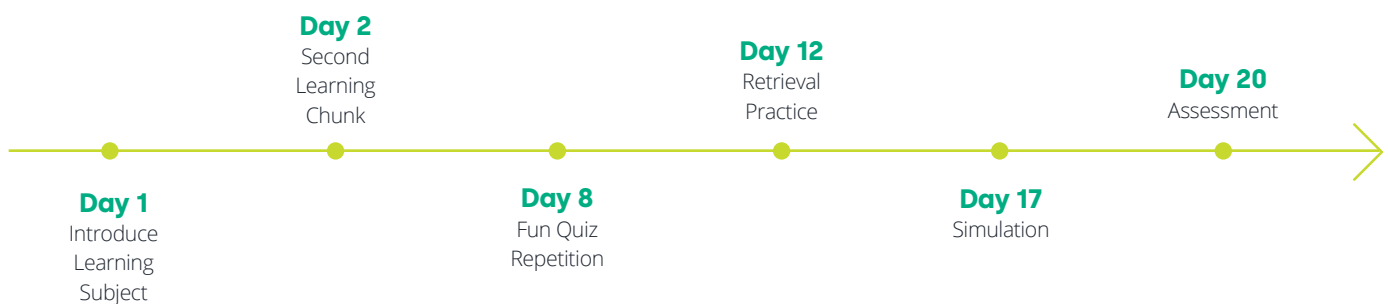 Day 1
Introduce
Learning
Subject
Day 2
Second
Learning
Chunk
Day 8
Fun Quiz
Repetition
Day 12
Retrieval
Practice
Day 17
Simulation
Day 20
Assessment